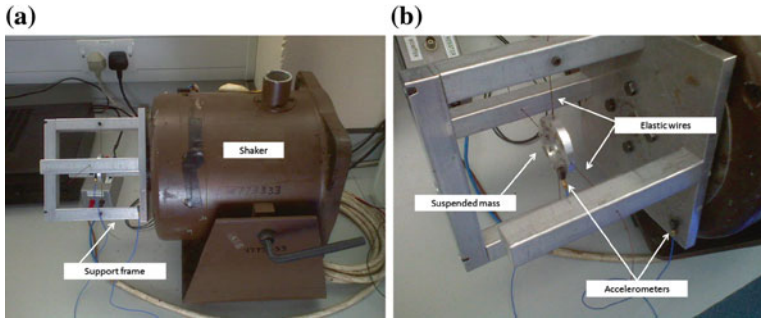 (a)
(b)
Shaker
Support frame
Elastic wires
Suspended mass
Accelerometers